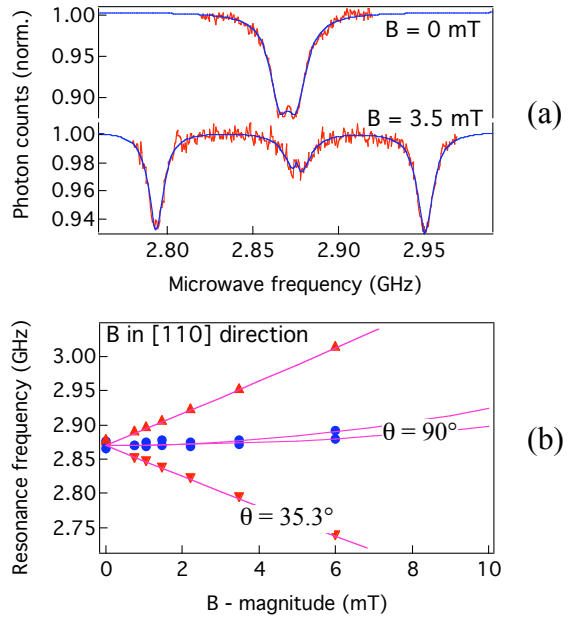 Photon counts (norm.)
1.00
0.95
0.90
B = 0 mT
(a)
B = 3.5 mT
1.00
0.98
0.96
0.94
2.80 2.85 2.90 2.95
Microwave frequency (GHz)
Resonance frequency (GHz)
B in [110] direction
3.00
2.95
2.90
2.85
2.80
2.75
θ = 90°
(b)
θ = 35.3°
0 2 4 6 8 10
B - magnitude (mT)